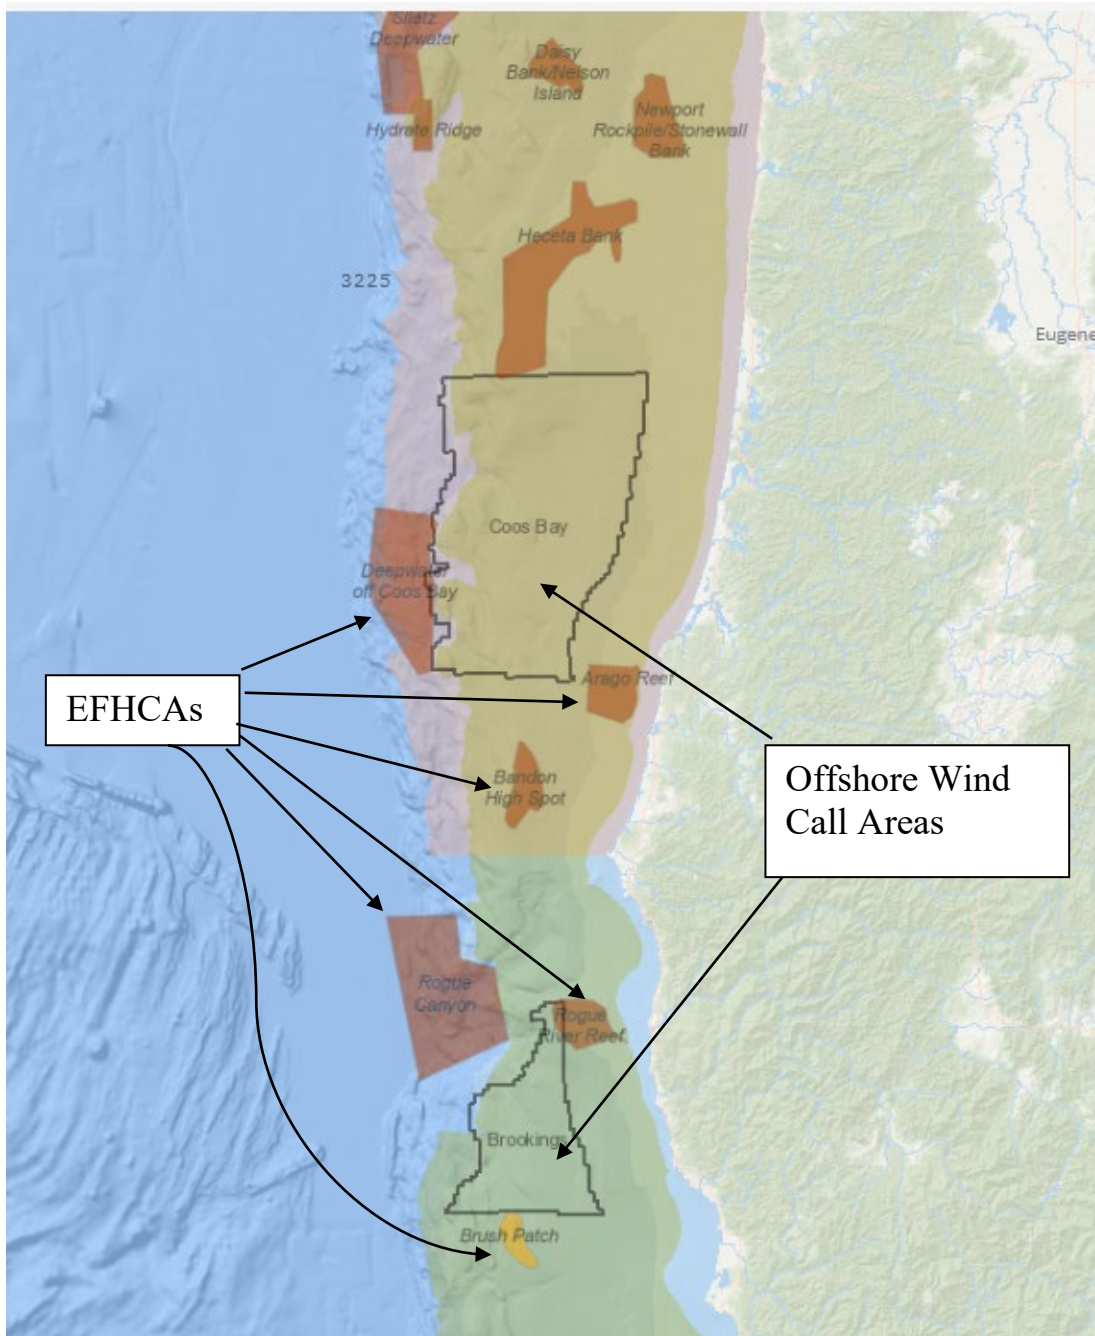 Siletz
Deepwater
Daisy
Bank/Nelson
Island
Newport
Rockpile/Stonewall
Bank
Hydrate Ridge
Heceta Bank
3225
Eugene
Coos Bay
Deepwater
off Coos Bay
Arago Reef
EFHCAs
Bandon
High Spot
Offshore Wind
Call Areas
Rogue
Canyon
Rogue
River Reef
Brookings
Brush Patch